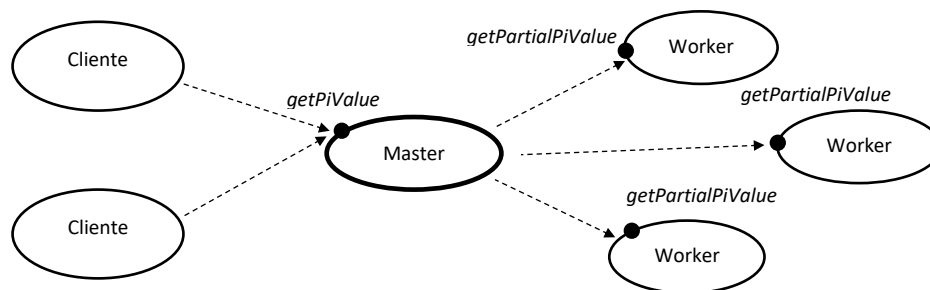 Cliente
getPiValue
Cliente
Master
getPartialPiValue
Worker
getPartialPiValue
Worker
getPartialPiValue
Worker